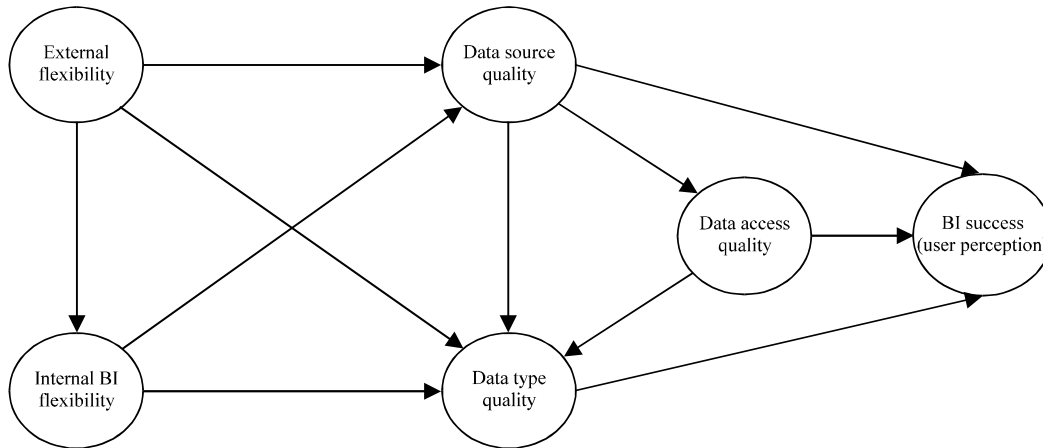 External
flexibility
Data source
quality
Data access
quality
BI success
(user perception)
Internal BI
flexibility
Data type
quality